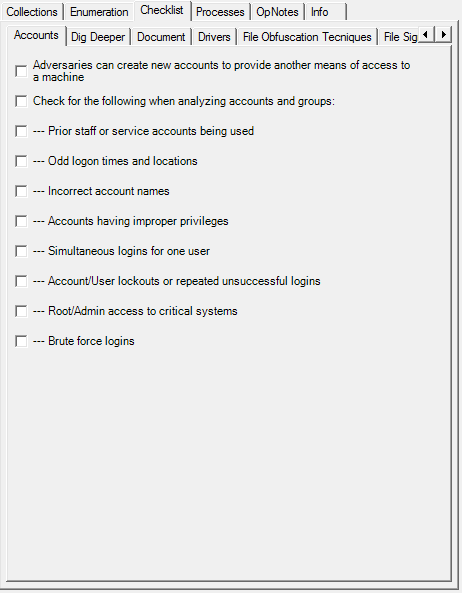 Collections Enumeration Checklist Processes OpNotes Info
Accounts Dig Deeper Document Drivers File Obfuscation Tecniques File Sig
Adversaries can create new accounts to provide another means of access to
a machine
Check for the following when analyzing accounts and groups:
--- Prior staff or service accounts being used
--- Odd logon times and locations
--- Incorrect account names
--- Accounts having improper privileges
--- Simultaneous logins for one user
--- Account/User lockouts or repeated unsuccessful logins
--- Root/Admin access to critical systems
--- Brute force logins